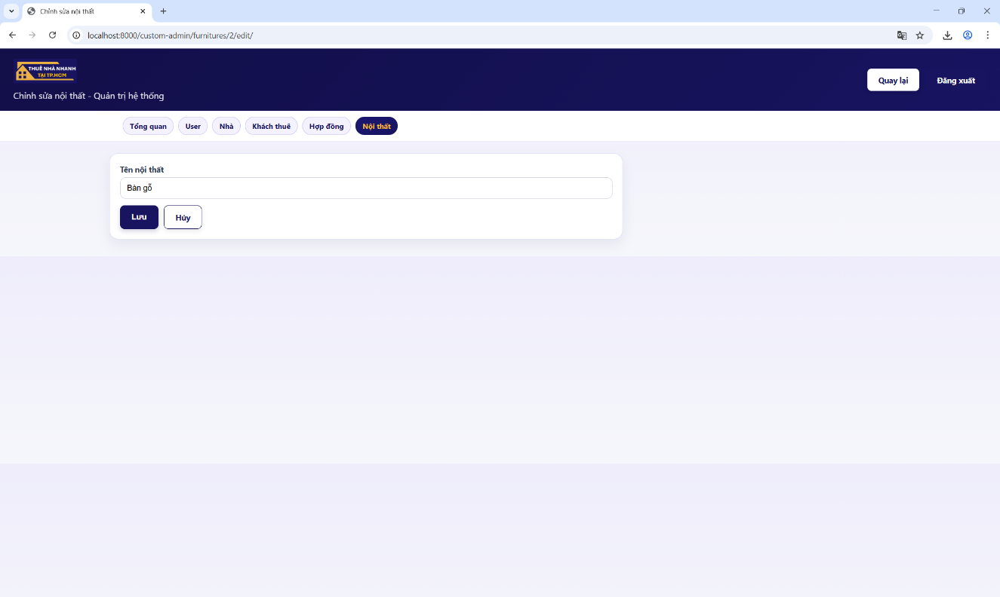 Chỉnh sửa nội thất
localhost:8000/custom-admin/furnitures/2/edit/
THUÊ NHÀ NHANH
TẠI TP.HCM
Chỉnh sửa nội thất - Quản trị hệ thống
Quay lại
Đăng xuất
Tổng quan
User
Nhà
Khách thuê
Hợp đồng
Nội thất
Tên nội thất
Bàn gỗ
Lưu
Hủy